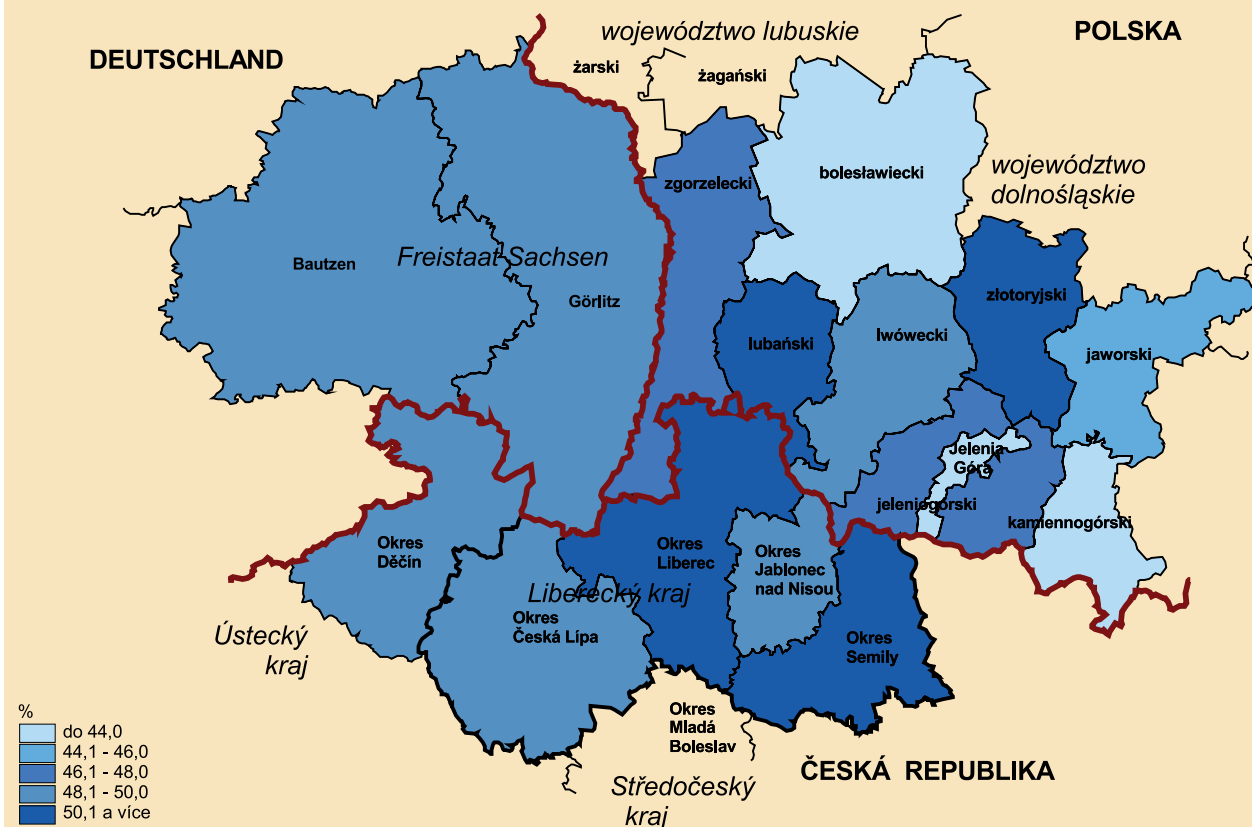 DEUTSCHLAND
województwo lubuskie
POLSKA
żarski
żagański
zgorzelecki
bolesławiecki
województwo
dolnośląskie
Bautzen
Freistaat Sachsen
Görlitz
złotoryjski
lubański
lwówecki
jaworski
Jelenia
Góra
jeleniogórski
kamiennogórski
Okres
Děčín
Okres
Liberec
Okres
Jablonec
nad Nisou
Liberecký kraj
Okres
Česká Lípa
Okres
Semily
Ústecký
kraj
Okres
Mladá
Boleslav
Středočeský
kraj
ČESKÁ REPUBLIKA
%
do 44,0
44,1 - 46,0
46,1 - 48,0
48,1 - 50,0
50,1 a více